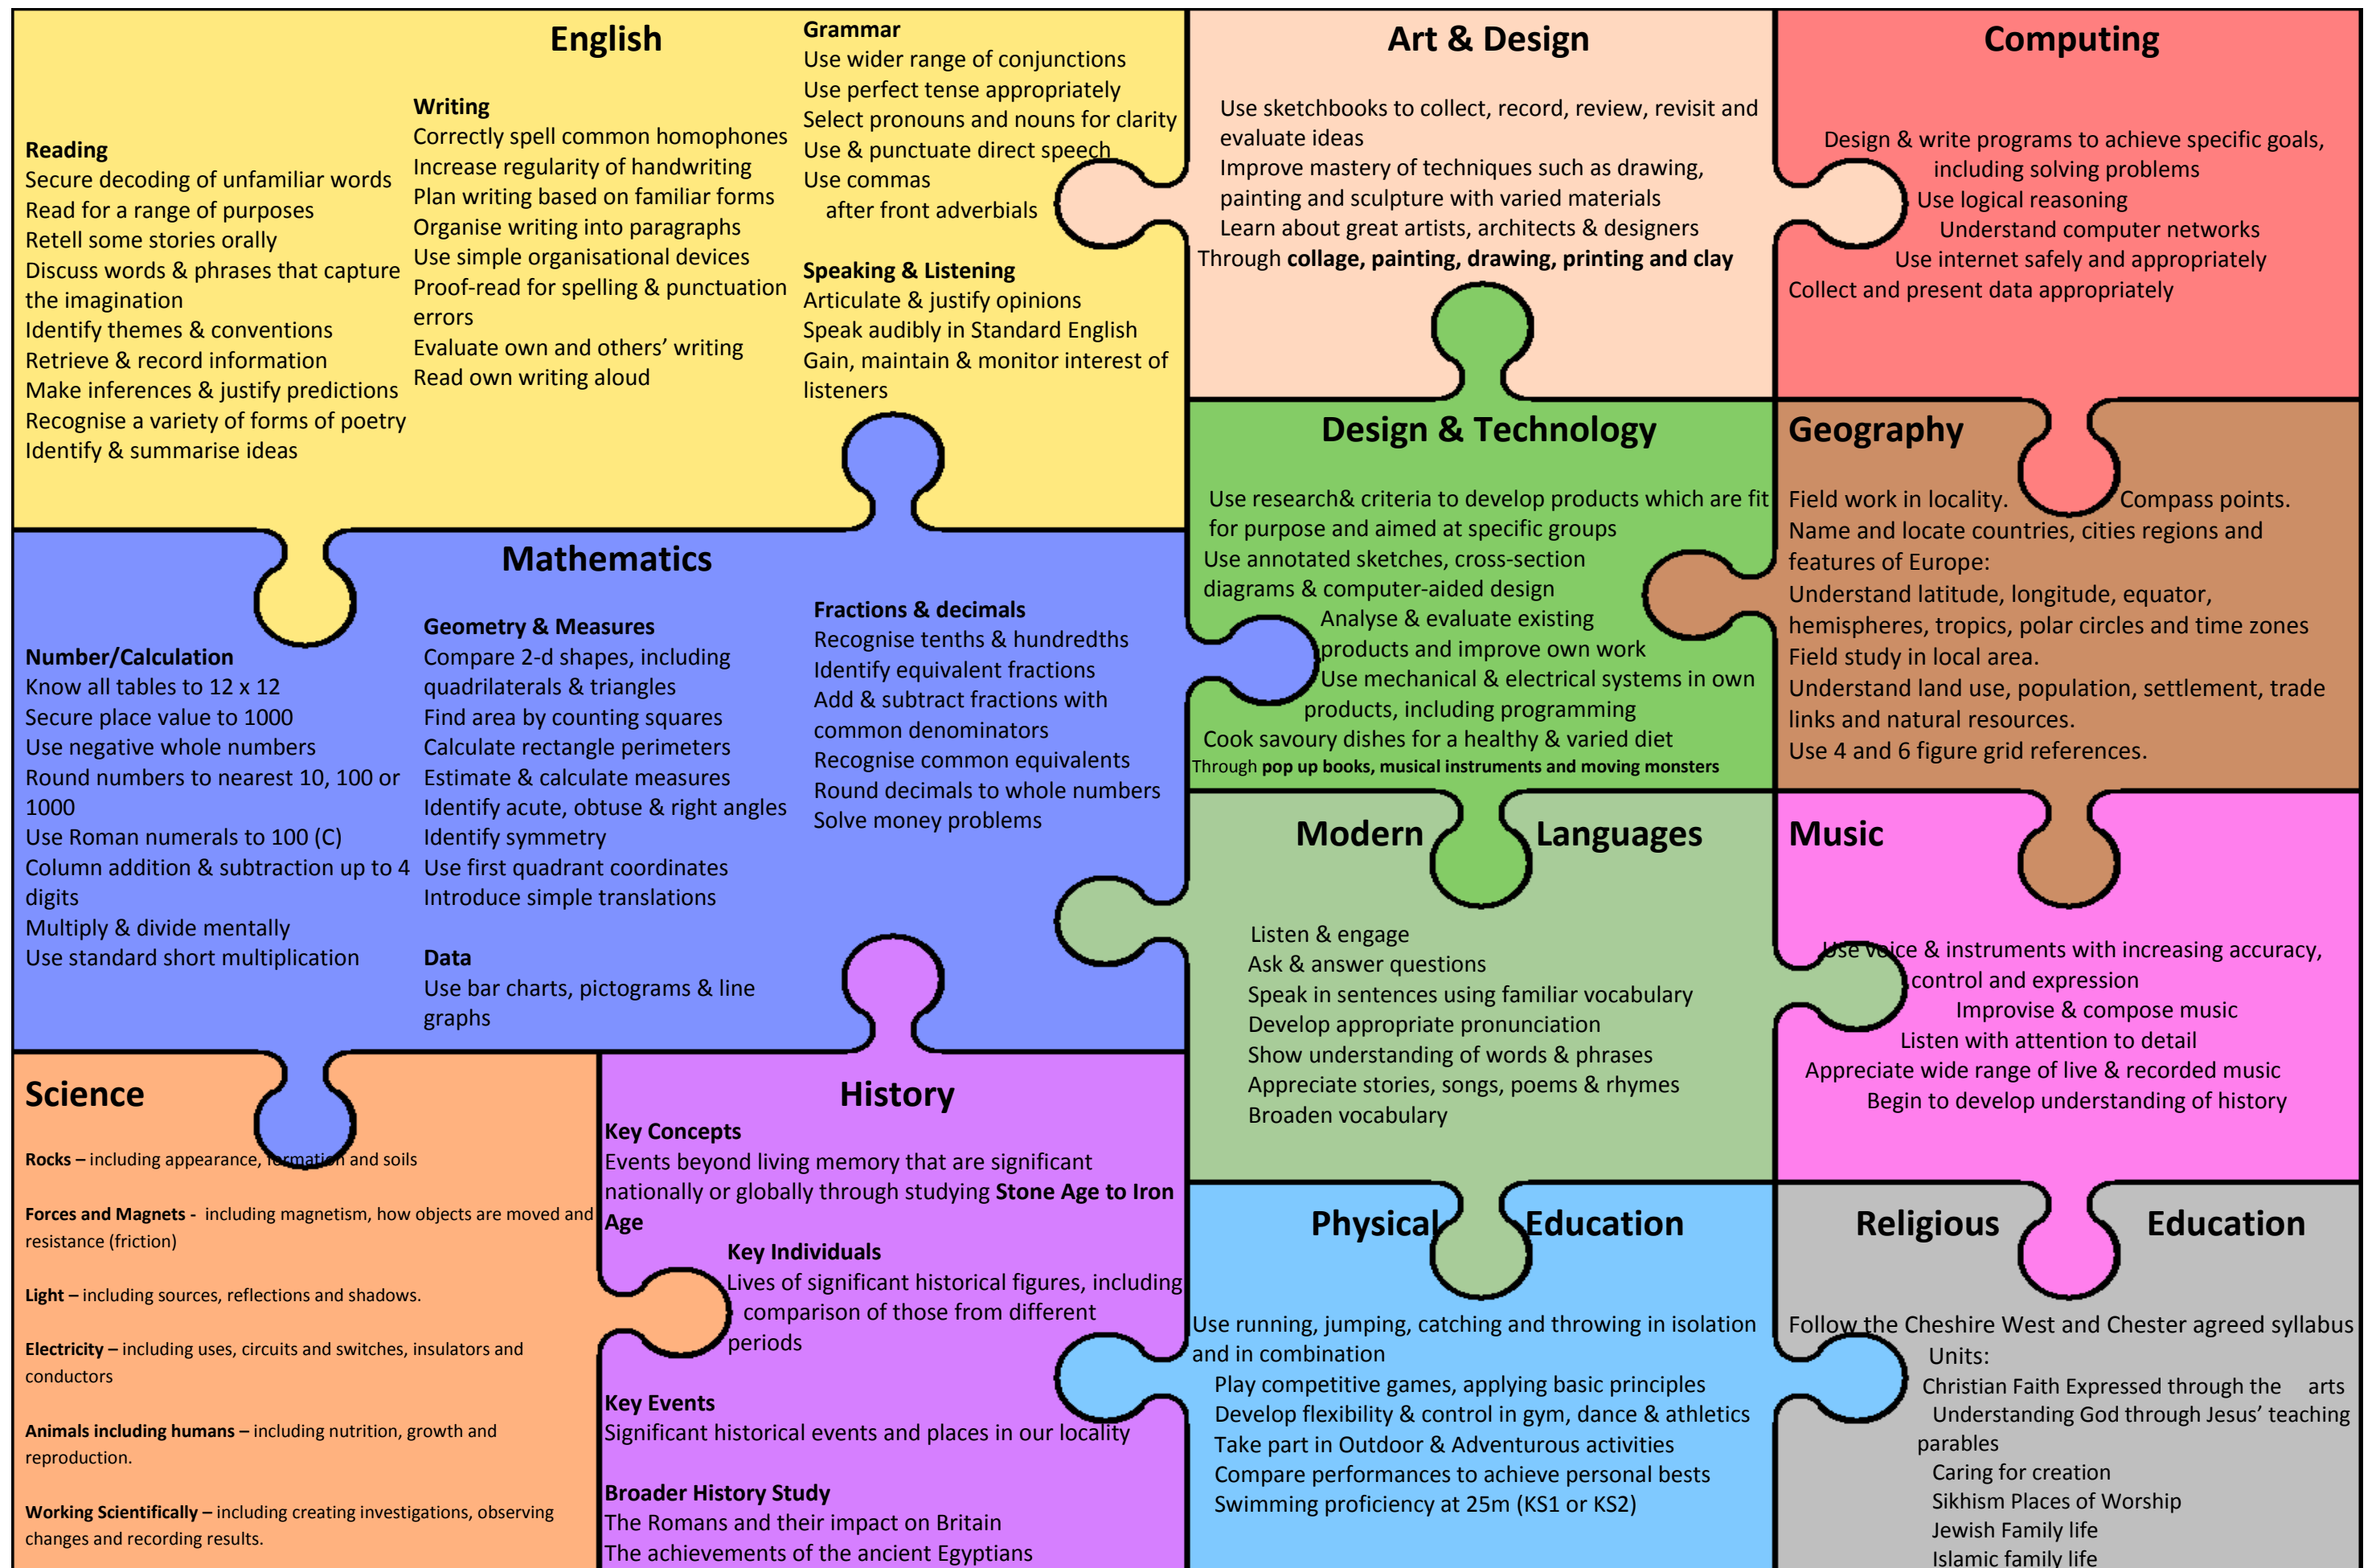 English
Reading
Secure decoding of unfamiliar words
Read for a range of purposes
Retell some stories orally
Discuss words & phrases that capture
the imagination
Identify themes & conventions
Retrieve & record information
Make inferences & justify predictions
Recognise a variety of forms of poetry
Identify & summarise ideas
Writing
Correctly spell common homophones
Increase regularity of handwriting
Plan writing based on familiar forms
Organise writing into paragraphs
Use simple organisational devices
Proof-read for spelling & punctuation
errors
Evaluate own and others’ writing
Read own writing aloud
Grammar
Use wider range of conjunctions
Use perfect tense appropriately
Select pronouns and nouns for clarity
Use & punctuate direct speech
Use commas
after front adverbials
Speaking & Listening
Articulate & justify opinions
Speak audibly in Standard English
Gain, maintain & monitor interest of
listeners
Art & Design
Use sketchbooks to collect, record, review, revisit and
evaluate ideas
Improve mastery of techniques such as drawing,
painting and sculpture with varied materials
Learn about great artists, architects & designers
Through collage, painting, drawing, printing and clay
Computing
Design & write programs to achieve specific goals,
including solving problems
Use logical reasoning
Understand computer networks
Use internet safely and appropriately
Collect and present data appropriately
Mathematics
Number/Calculation
Know all tables to 12 x 12
Secure place value to 1000
Use negative whole numbers
Round numbers to nearest 10, 100 or
1000
Use Roman numerals to 100 (C)
Column addition & subtraction up to 4
digits
Multiply & divide mentally
Use standard short multiplication
Geometry & Measures
Compare 2-d shapes, including
quadrilaterals & triangles
Find area by counting squares
Calculate rectangle perimeters
Estimate & calculate measures
Identify acute, obtuse & right angles
Identify symmetry
Use first quadrant coordinates
Introduce simple translations
Data
Use bar charts, pictograms & line
graphs
Fractions & decimals
Recognise tenths & hundredths
Identify equivalent fractions
Add & subtract fractions with
common denominators
Recognise common equivalents
Round decimals to whole numbers
Solve money problems
Design & Technology
Use research& criteria to develop products which are fit
for purpose and aimed at specific groups
Use annotated sketches, cross-section
diagrams & computer-aided design
Analyse & evaluate existing
products and improve own work
Use mechanical & electrical systems in own
products, including programming
Cook savoury dishes for a healthy & varied diet
Through pop up books, musical instruments and moving monsters
Geography
Field work in locality. Compass points.
Name and locate countries, cities regions and
features of Europe:
Understand latitude, longitude, equator,
hemispheres, tropics, polar circles and time zones
Field study in local area.
Understand land use, population, settlement, trade
links and natural resources.
Use 4 and 6 figure grid references.
Modern Languages
Listen & engage
Ask & answer questions
Speak in sentences using familiar vocabulary
Develop appropriate pronunciation
Show understanding of words & phrases
Appreciate stories, songs, poems & rhymes
Broaden vocabulary
Music
Use voice & instruments with increasing accuracy,
control and expression
Improvise & compose music
Listen with attention to detail
Appreciate wide range of live & recorded music
Begin to develop understanding of history
Science
Rocks – including appearance, formation and soils
Forces and Magnets - including magnetism, how objects are moved and
resistance (friction)
Light – including sources, reflections and shadows.
Electricity – including uses, circuits and switches, insulators and
conductors
Animals including humans – including nutrition, growth and
reproduction.
Working Scientifically – including creating investigations, observing
changes and recording results.
History
Key Concepts
Events beyond living memory that are significant
nationally or globally through studying Stone Age to Iron
Age
Key Individuals
Lives of significant historical figures, including
comparison of those from different
periods
Key Events
Significant historical events and places in our locality
Broader History Study
The Romans and their impact on Britain
The achievements of the ancient Egyptians
Physical Education
Use running, jumping, catching and throwing in isolation
and in combination
Play competitive games, applying basic principles
Develop flexibility & control in gym, dance & athletics
Take part in Outdoor & Adventurous activities
Compare performances to achieve personal bests
Swimming proficiency at 25m (KS1 or KS2)
Religious Education
Follow the Cheshire West and Chester agreed syllabus
Units:
Christian Faith Expressed through the arts
Understanding God through Jesus’ teaching
parables
Caring for creation
Sikhism Places of Worship
Jewish Family life
Islamic family life